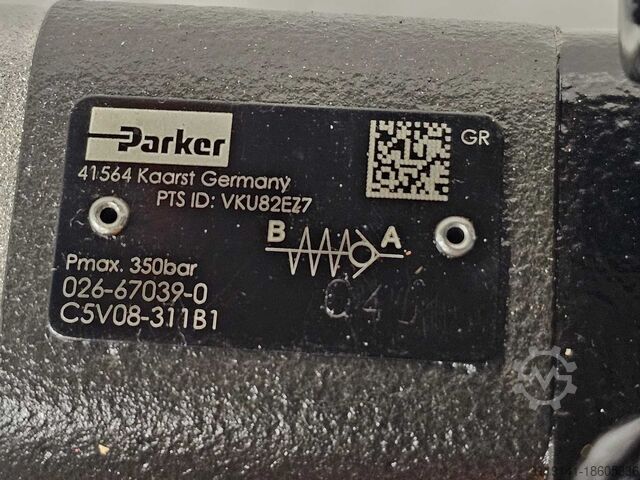 Parker
GR
41564 Kaarst Germany
PTS ID: VKU82EZ7
B A
Pmax. 350bar
026-67039-0
C5V08-311B1